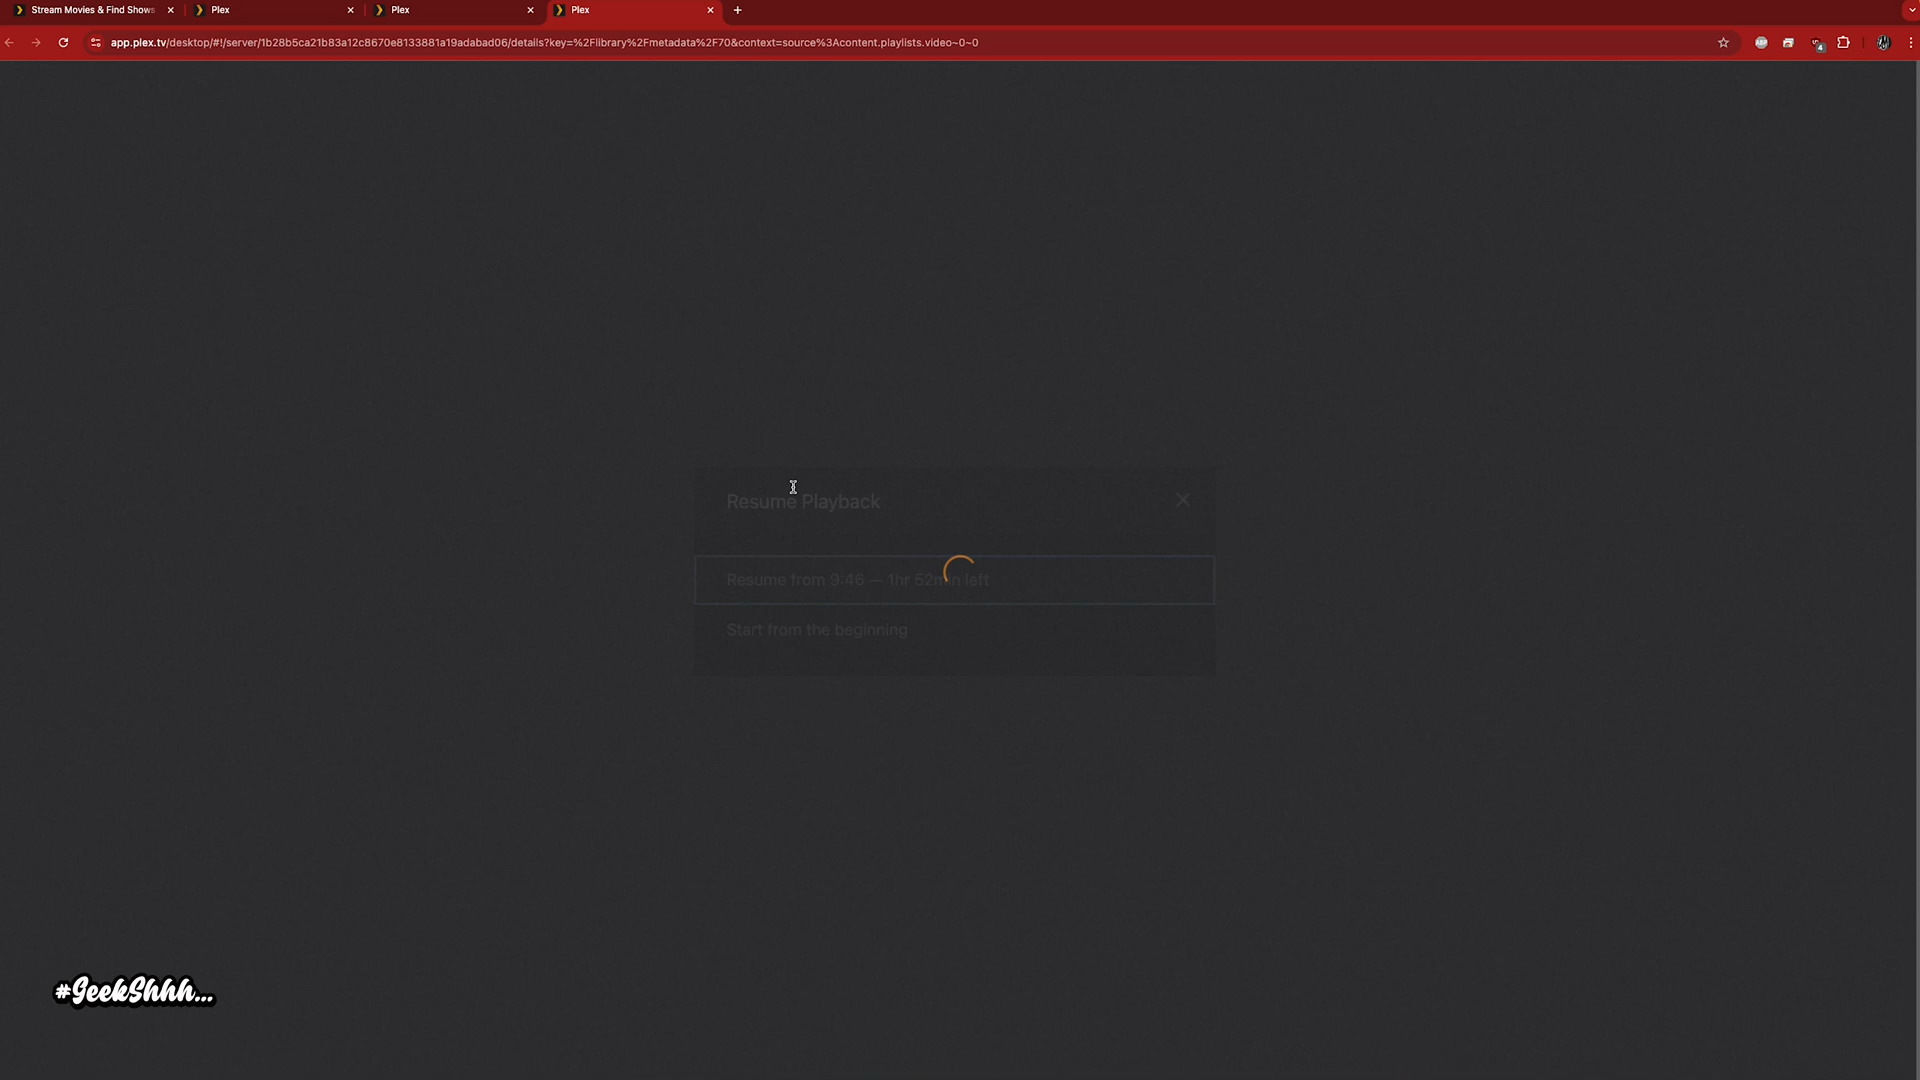 Stream Movies & Find Shows
Plex
Plex
Plex
app.plex.tv/desktop/#!/server/1b28b5ca21b83a12c8670e8133881a19adabad06/details?key=%2Flibrary%2Fmetadata%2F70&context=source%3Acontent.playlists.video~0~0
4
Resume Playback
Resume from 9:46 — 1hr 52min left
Start from the beginning
#GeekShhh...